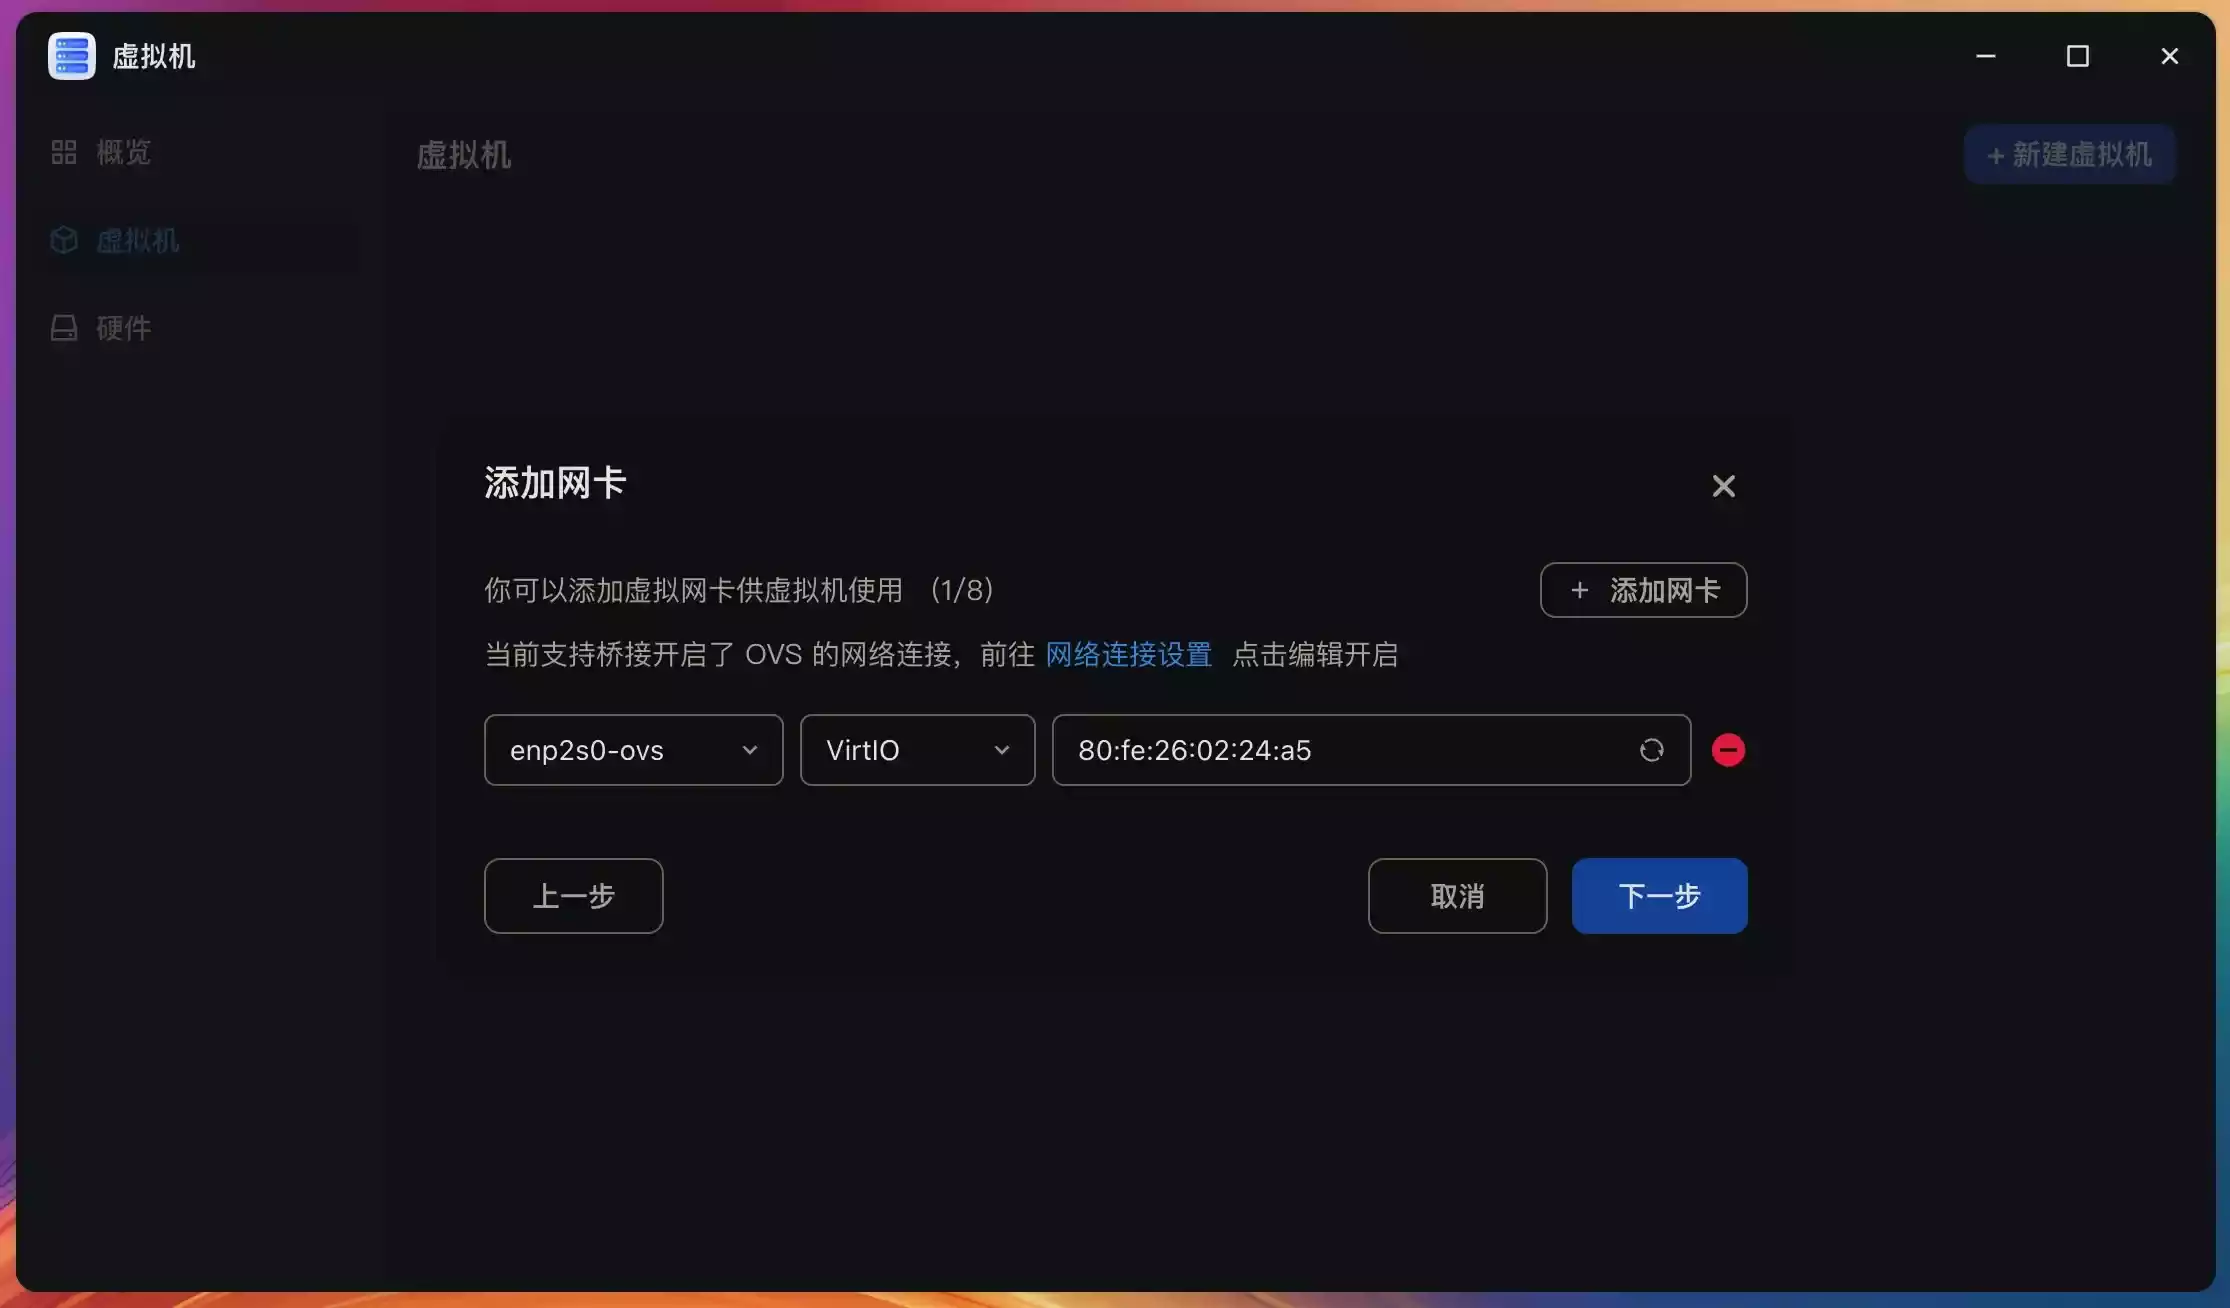 虚拟机
概览
虚拟机
硬件
虚拟机
+ 新建虚拟机
添加网卡
你可以添加虚拟网卡供虚拟机使用 (1/8)
+ 添加网卡
当前支持桥接开启了 OVS 的网络连接，前往 网络连接设置 点击编辑开启
enp2s0-ovs
VirtIO
80:fe:26:02:24:a5
上一步
取消
下一步